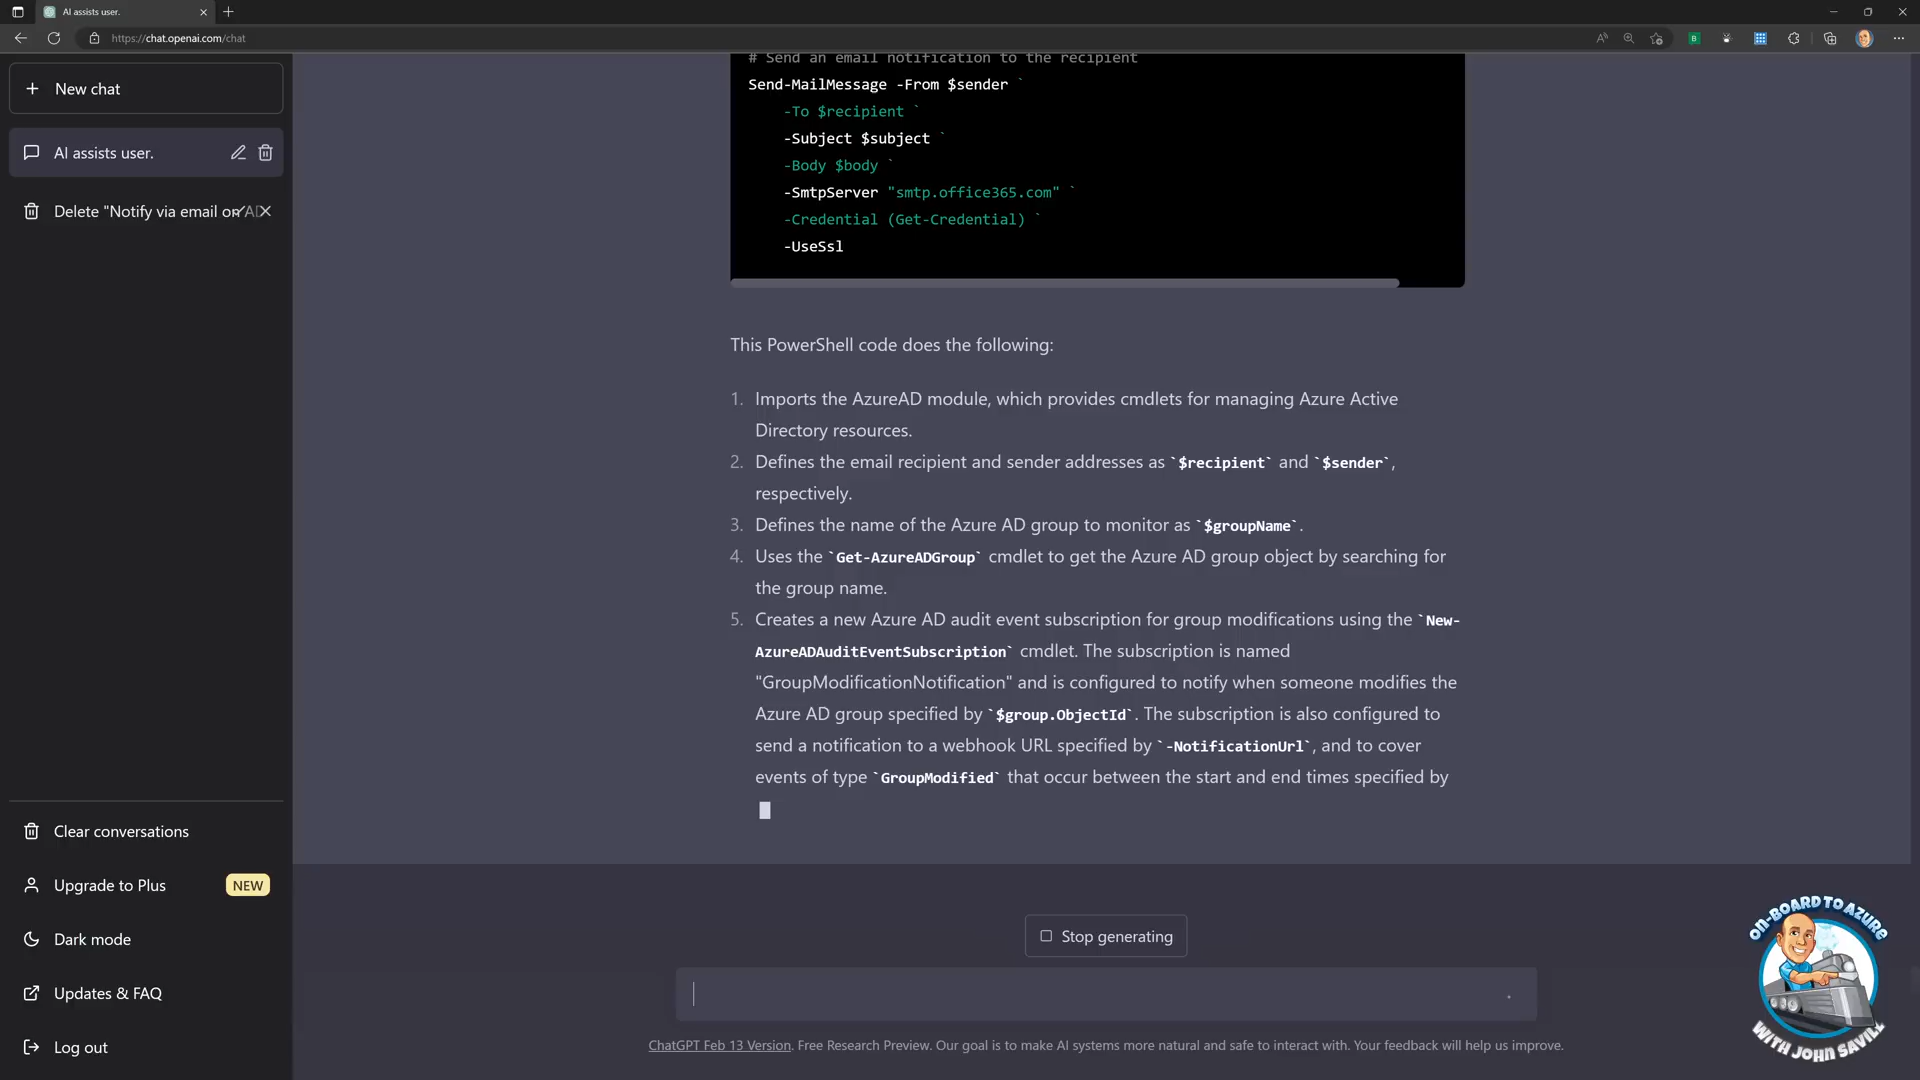 AI assists user.
https://chat.openai.com/chat
New chat
AI assists user.
Delete "Notify via email on AD
Clear conversations
Upgrade to Plus
NEW
Dark mode
Updates & FAQ
Log out
# Send an email notification to the recipient
Send-MailMessage -From $sender `
-To $recipient `
-Subject $subject `
-Body $body `
-SmtpServer "smtp.office365.com" `
-Credential (Get-Credential) `
-UseSsl
This PowerShell code does the following:
1. Imports the AzureAD module, which provides cmdlets for managing Azure Active
Directory resources.
2. Defines the email recipient and sender addresses as `$recipient` and `$sender`,
respectively.
3. Defines the name of the Azure AD group to monitor as `$groupName`.
4. Uses the `Get-AzureADGroup` cmdlet to get the Azure AD group object by searching for
the group name.
5. Creates a new Azure AD audit event subscription for group modifications using the `New-
AzureADAuditEventSubscription` cmdlet. The subscription is named
"GroupModificationNotification" and is configured to notify when someone modifies the
Azure AD group specified by `$group.ObjectId`. The subscription is also configured to
send a notification to a webhook URL specified by `-NotificationUrl`, and to cover
events of type `GroupModified` that occur between the start and end times specified by
Stop generating
ChatGPT Feb 13 Version. Free Research Preview. Our goal is to make AI systems more natural and safe to interact with. Your feedback will help us improve.
ON-BOARD TO AZURE
WITH JOHN SAVILL